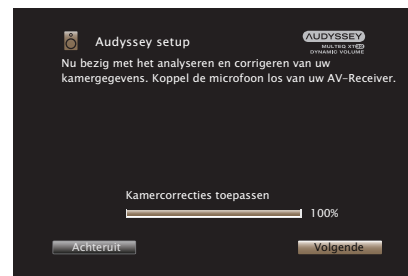 Audyssey setup
AUDYSSEY
MULTEQ XT32
DYNAMIC VOLUME
Nu bezig met het analyseren en corrigeren van uw
kamergegevens. Koppel de microfoon los van uw AV-Receiver.
Kamercorrecties toepassen
100%
Achteruit
Volgende